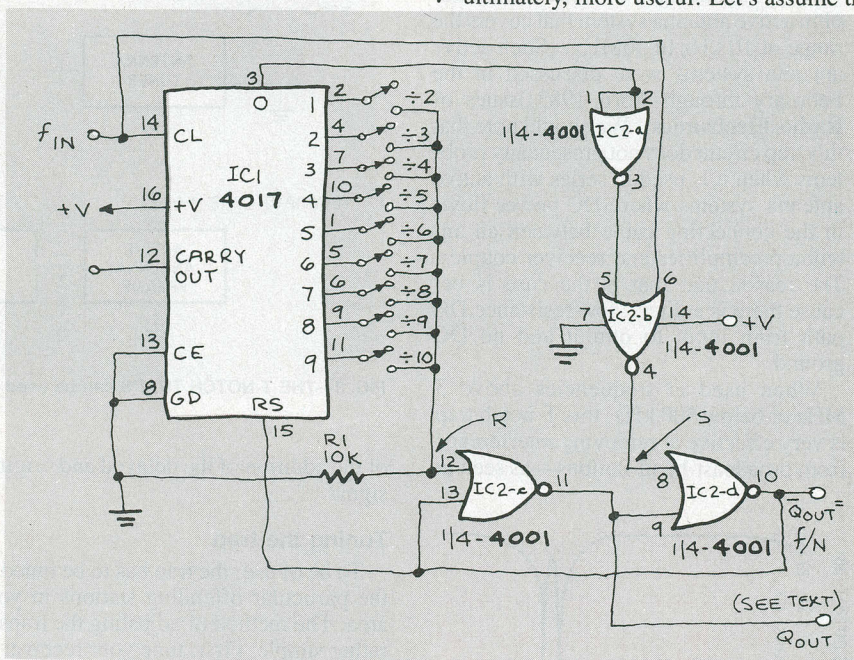 ultimately, more useful. Let's assume
3
0
2
1
÷2
f IN
14
CL
4
2
÷3
7
3
÷4
IC1
4017
10
4
÷5
16
+V
+V
1
5
÷6
12
CARRY
OUT
5
6
÷7
6
7
÷8
9
8
÷9
11
9
÷10
13
CE
8
GD
RS
15
R1
10K
2
1|4-4001
IC2-a
3
5
6
7
IC2-b
14
+V
1|4-4001
4
R
S
12
13
IC2-c
11
1|4-4001
8
9
IC2-d
10
1|4-4001
Q̅OUT=
f/N
(SEE TEXT)
QOUT